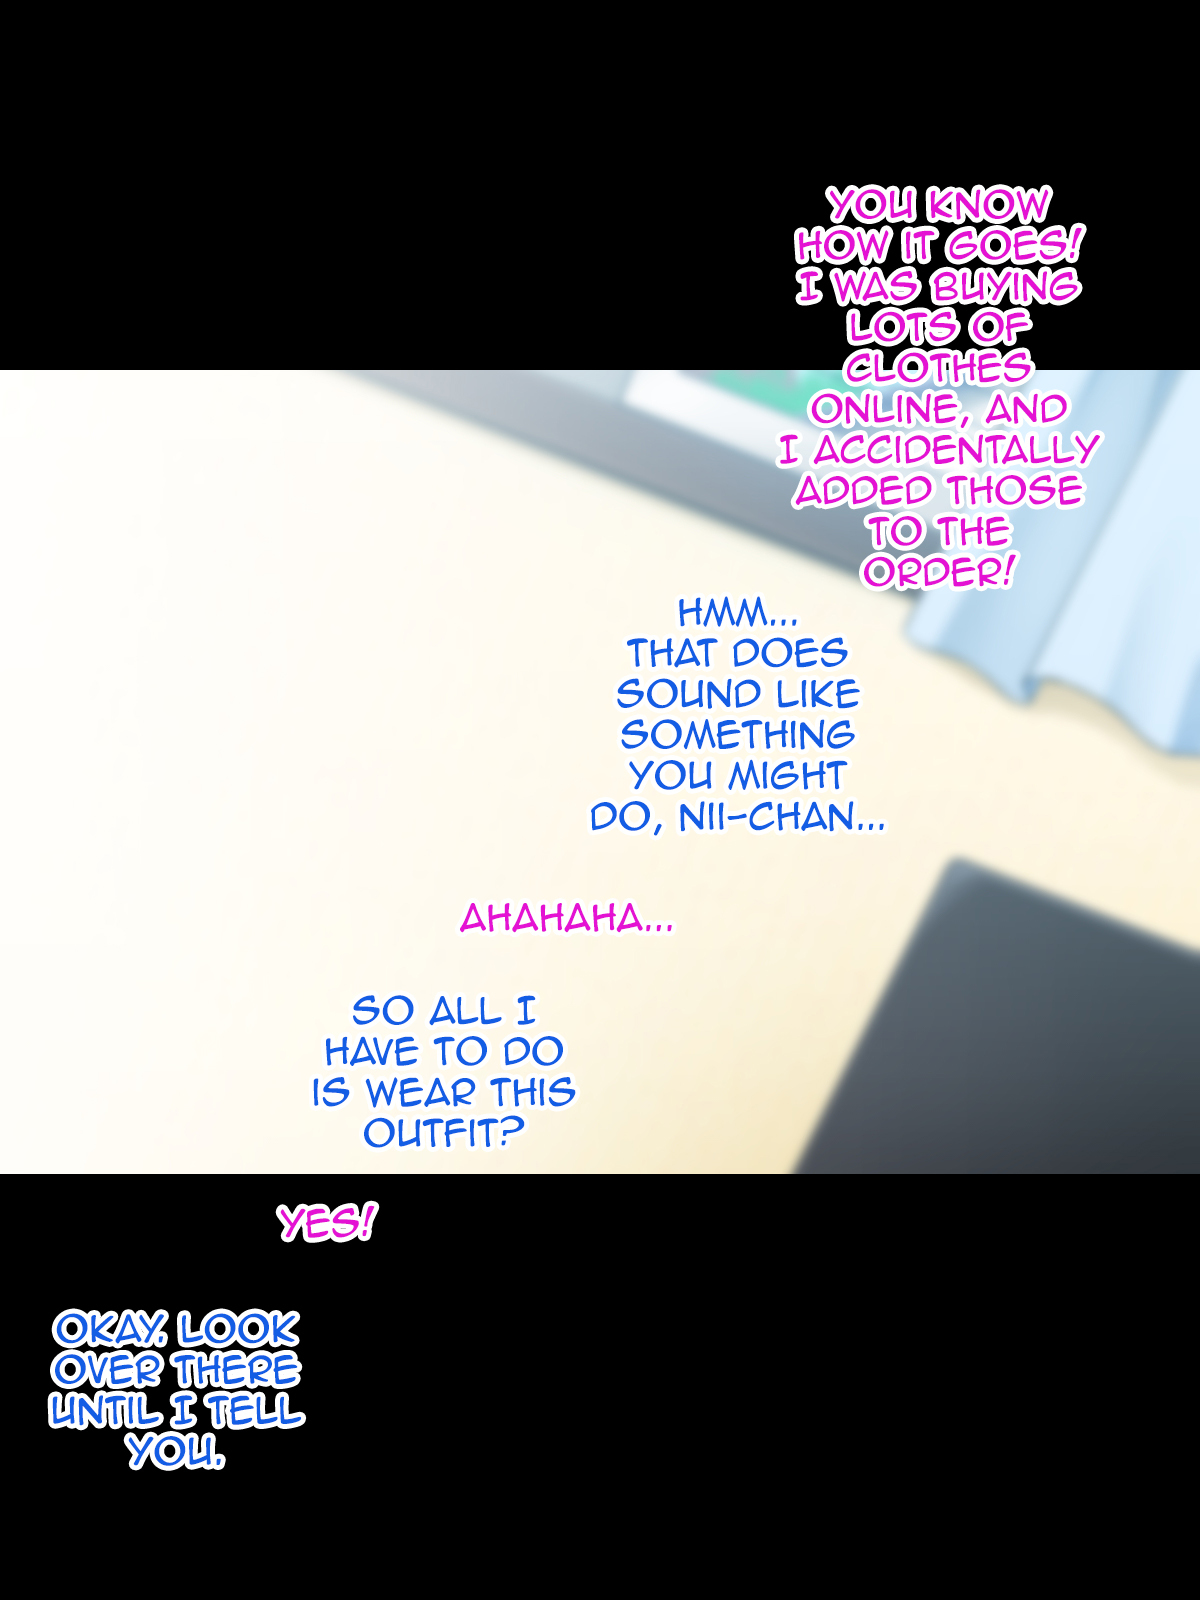 YOU KNOW
HOW IT GOES!
I WAS BUYING
LOTS OF
CLOTHES
ONLINE, AND
I ACCIDENTALLY
ADDED THOSE
TO THE
ORDER!
HMM...
THAT DOES
SOUND LIKE
SOMETHING
YOU MIGHT
DO, NII-CHAN...
AHAHAHA...
SO ALL I
HAVE TO DO
IS WEAR THIS
OUTFIT?
YES!
OKAY. LOOK
OVER THERE
UNTIL I TELL
YOU.